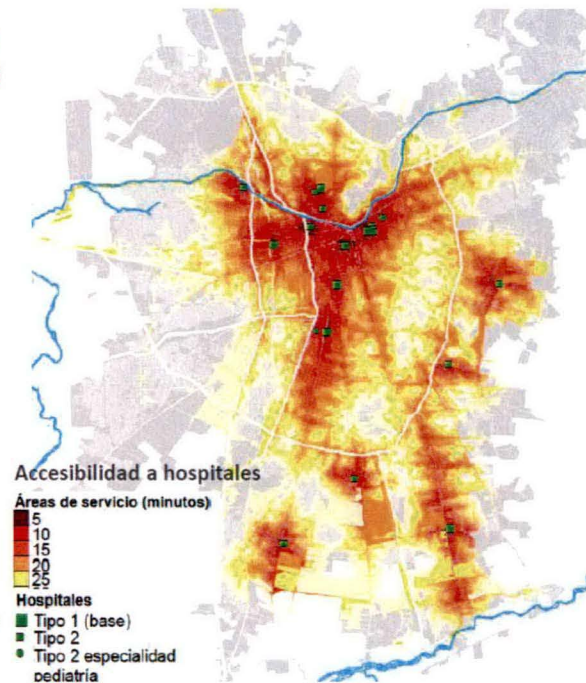 Accesibilidad a hospitales
Áreas de servicio (minutos)
5
10
15
20
25
Hospitales
Tipo 1 (base)
Tipo 2
Tipo 2 especialidad
pediatría